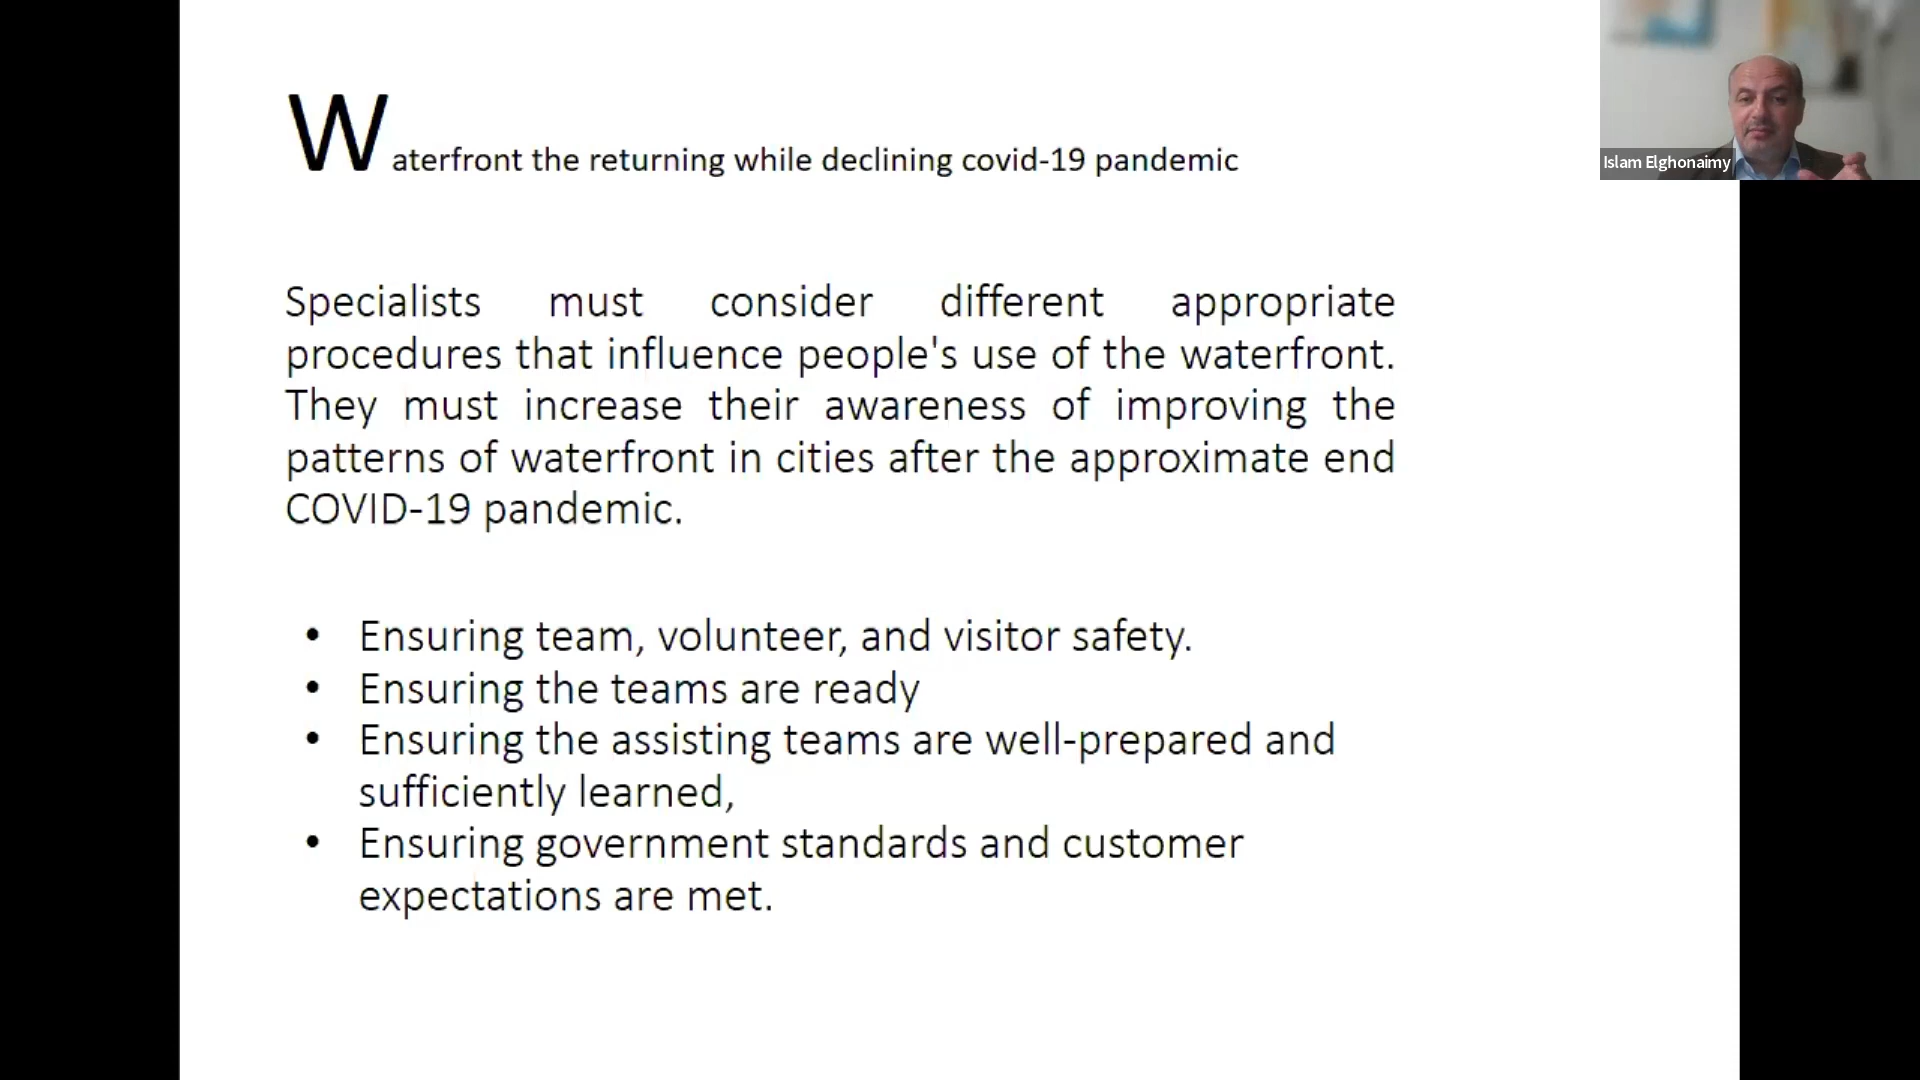 Waterfront the returning while declining covid-19 pandemic
Islam Elghonaimy
Specialists must consider different appropriate
procedures that influence people's use of the waterfront.
They must increase their awareness of improving the
patterns of waterfront in cities after the approximate end
COVID-19 pandemic.
• Ensuring team, volunteer, and visitor safety.
• Ensuring the teams are ready
• Ensuring the assisting teams are well-prepared and
sufficiently learned,
• Ensuring government standards and customer
expectations are met.